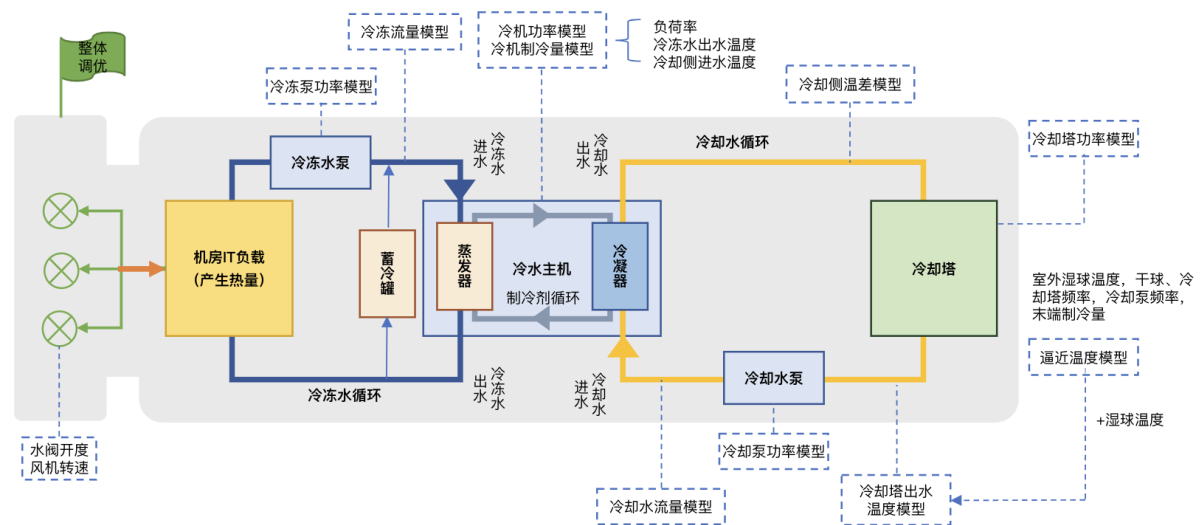 整体
调优
冷冻流量模型
冷机功率模型
冷机制冷量模型
负荷率
冷冻水出水温度
冷却侧进水温度
冷冻泵功率模型
冷却侧温差模型
冷却塔功率模型
冷冻水泵
冷冻水
进水
冷却水
出水
冷却水循环
机房IT负载
(产生热量)
蓄冷罐
蒸发器
冷水主机
制冷剂循环
冷凝器
冷却塔
室外湿球温度，干球、冷
却塔频率，冷却泵频率，
末端制冷量
逼近温度模型
冷冻水循环
冷冻水
出水
冷却水
进水
冷却水泵
+湿球温度
水阀开度
风机转速
冷却泵功率模型
冷却水流量模型
冷却塔出水
温度模型